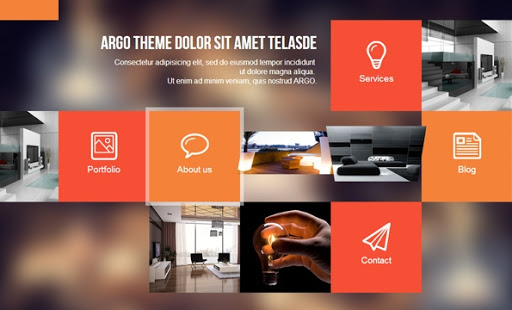 ARGO THEME DOLOR SIT AMET TELASDE
Consectetur adipisicing elit, sed do eiusmod tempor incididunt
ut dolore magna aliqua.
Ut enim ad minim veniam, quis nostrud ARGO.
Services
Portfolio
About us
Blog
Contact